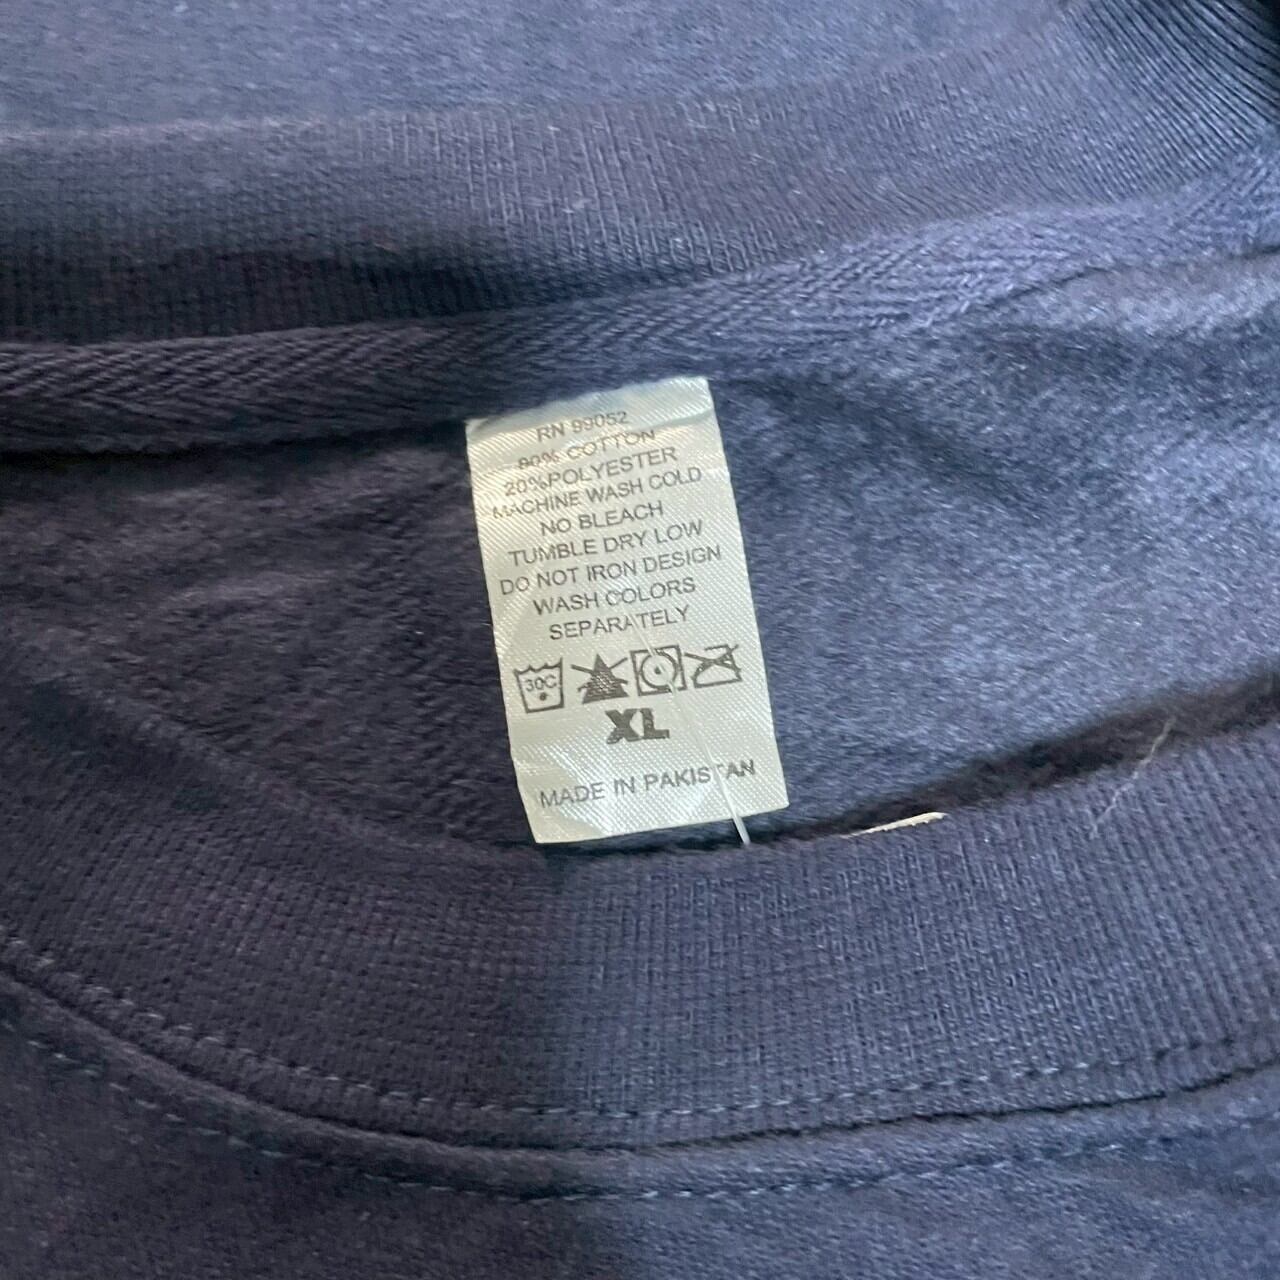 RN 99052
80% COTTON
20%POLYESTER
MACHINE WASH COLD
NO BLEACH
TUMBLE DRY LOW
DO NOT IRON DESIGN
WASH COLORS
SEPARATELY
30C
XL
MADE IN PAKISTAN